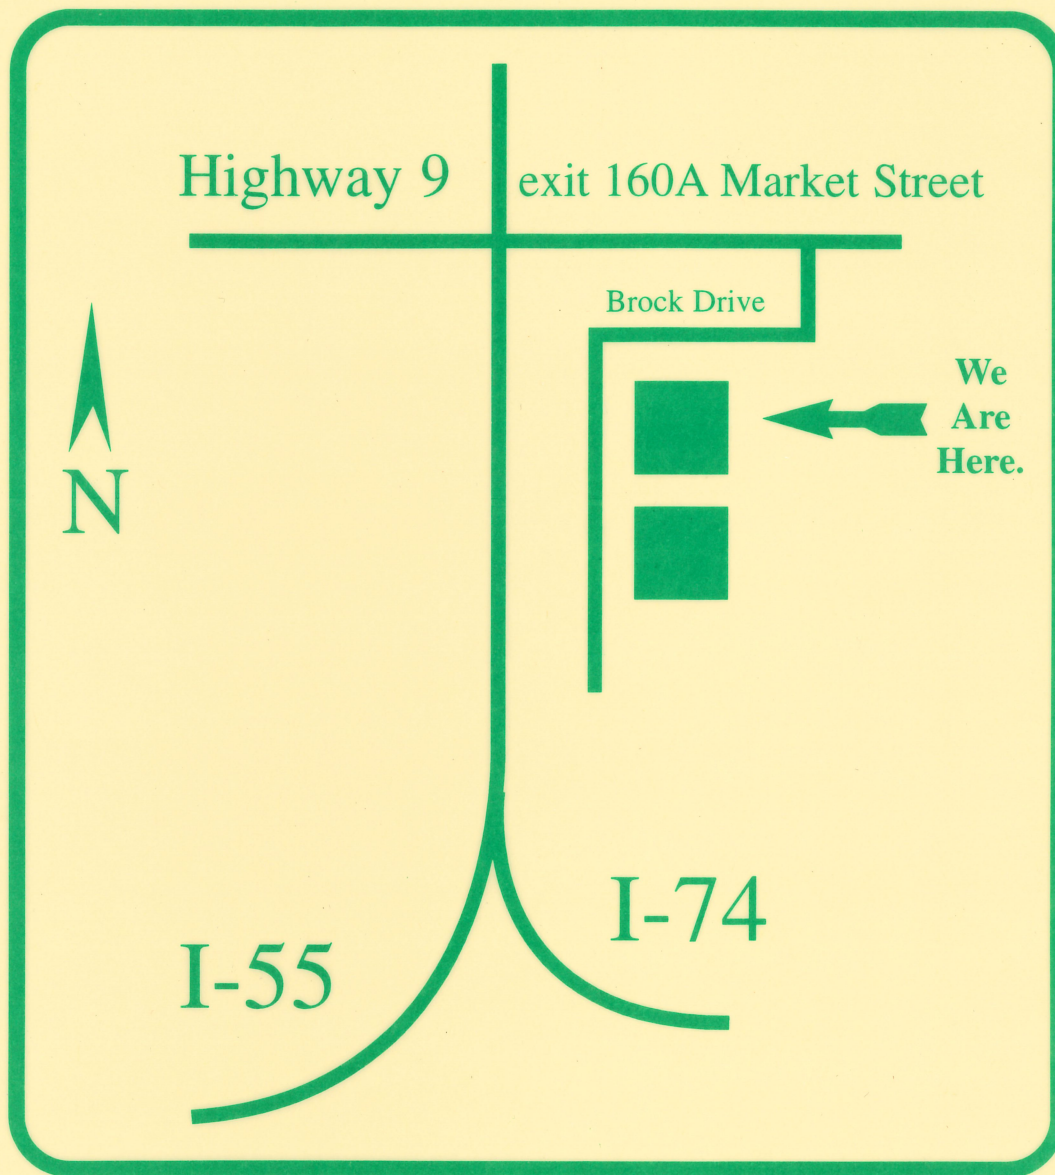 Highway 9
exit 160A Market Street
Brock Drive
We
Are
Here.
N
I-74
I-55